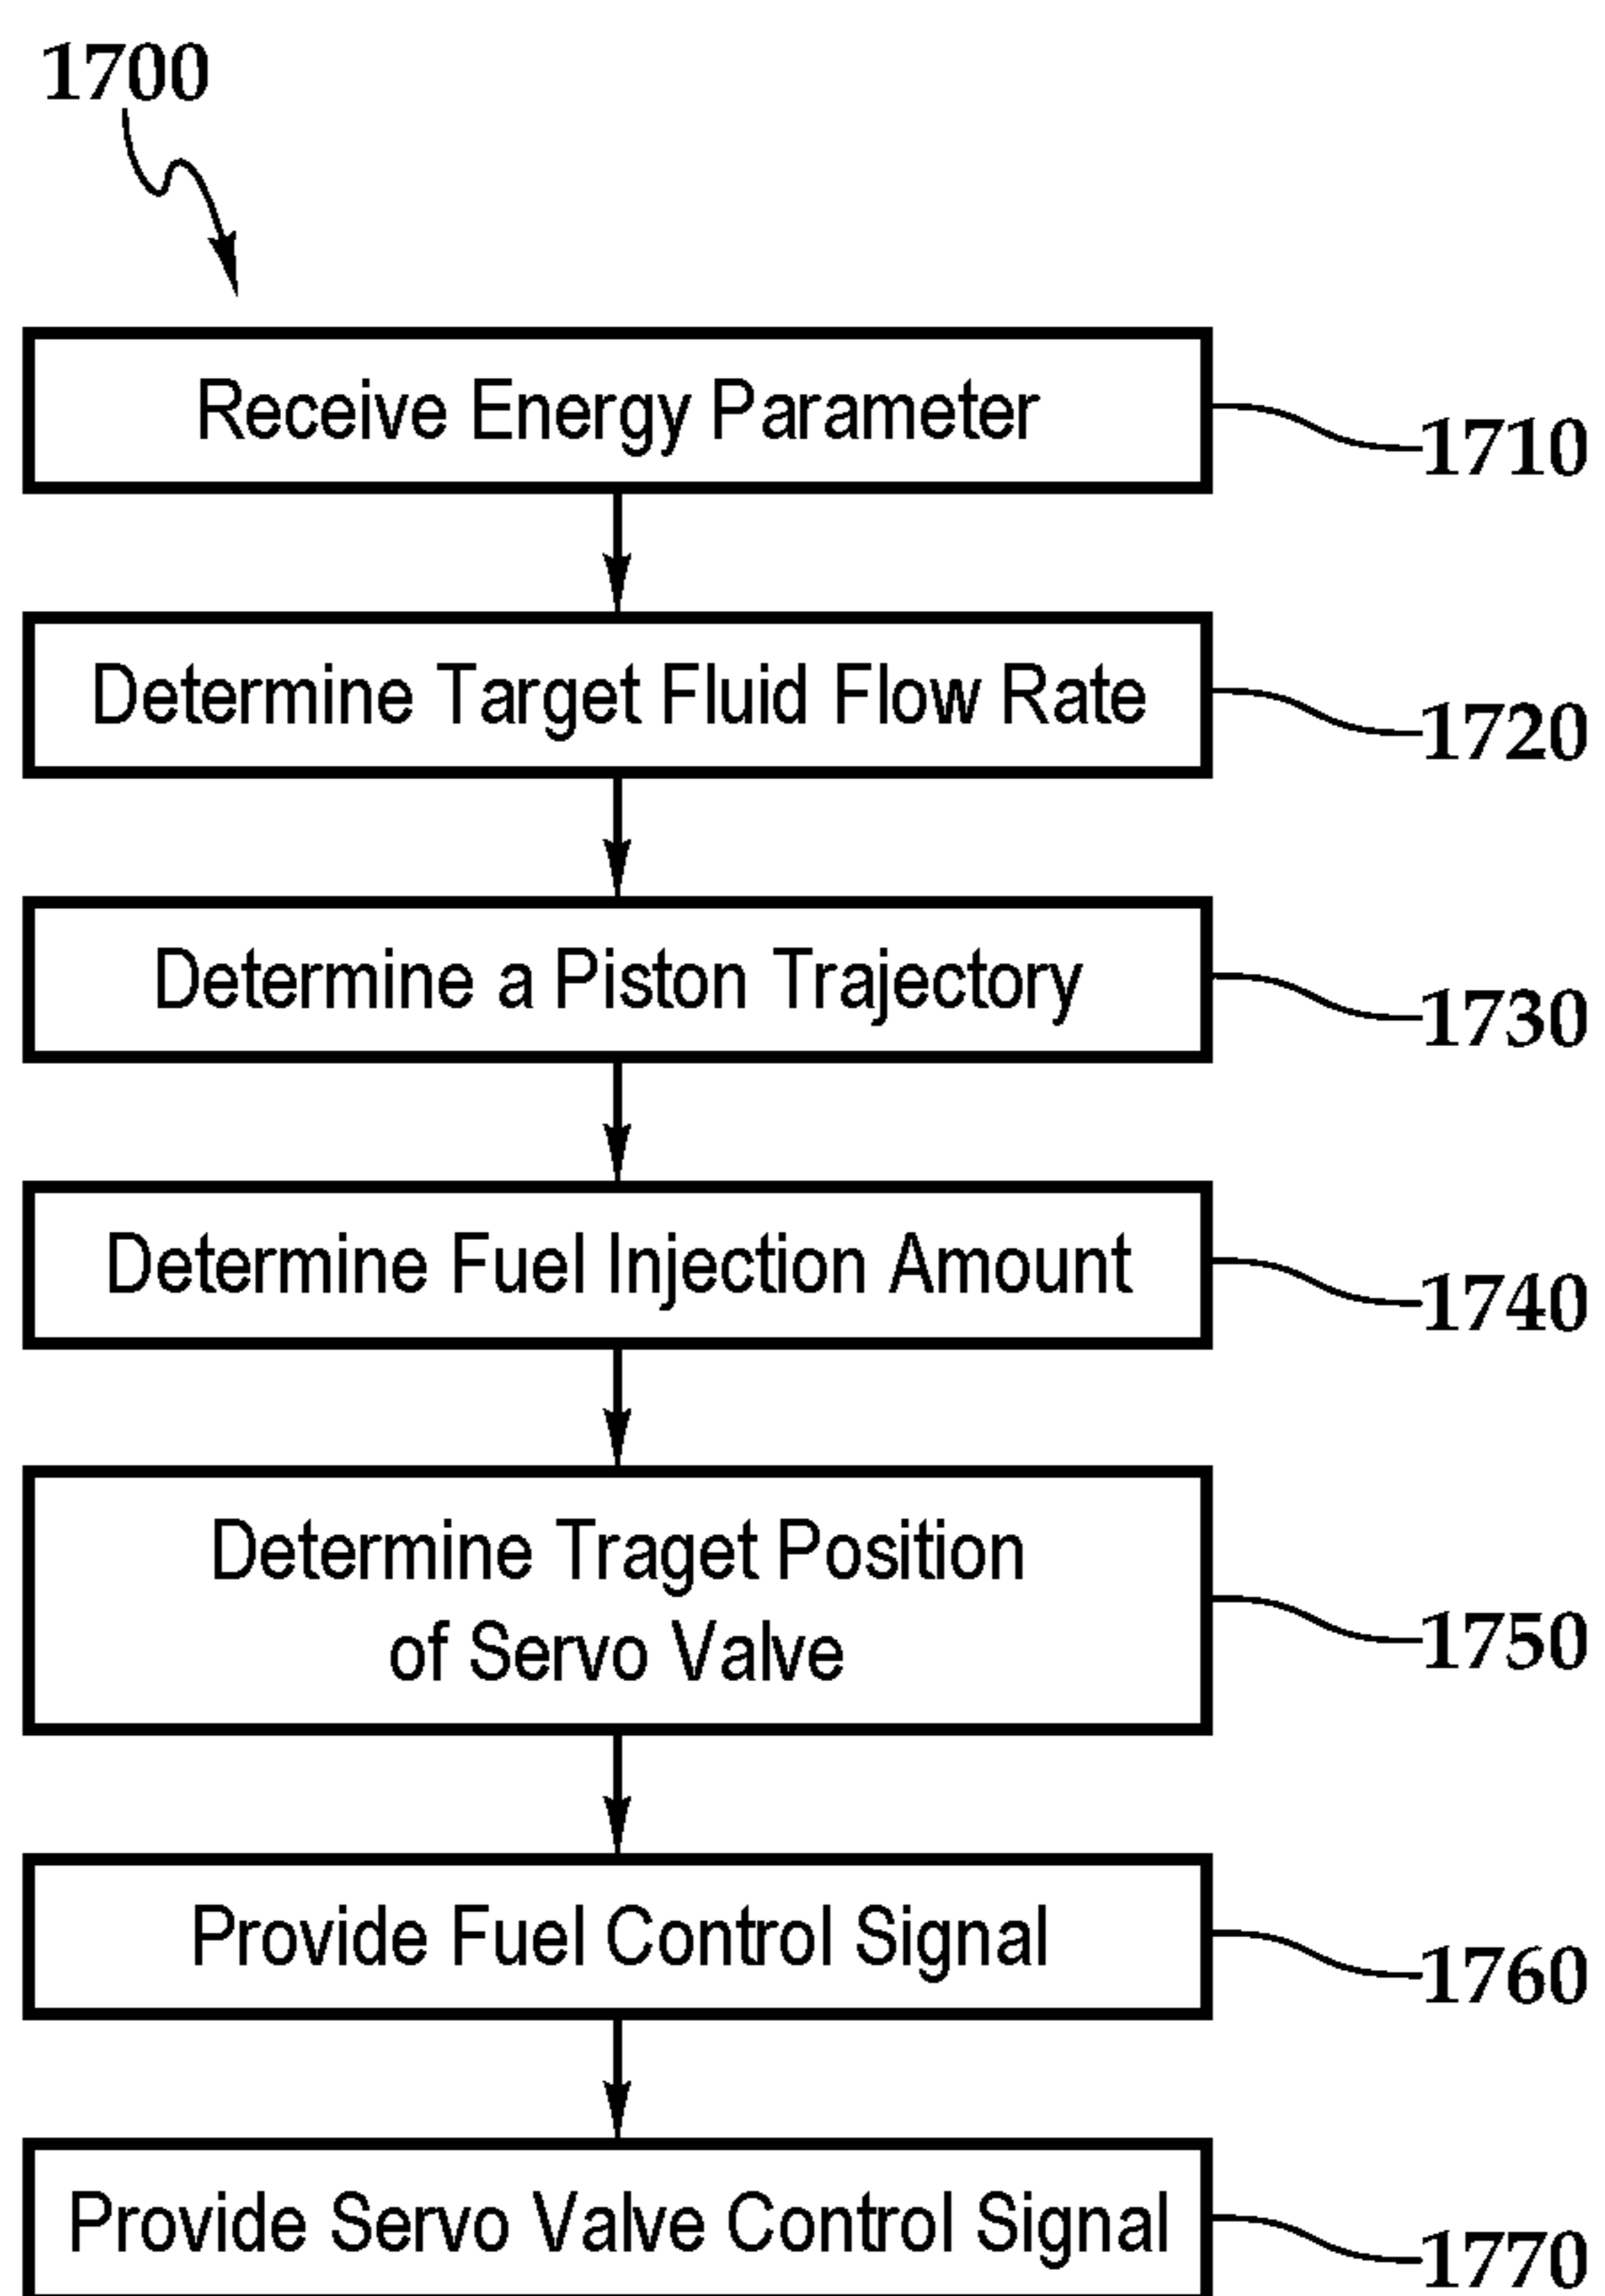 1700
Receive Energy Parameter
1710
Determine Target Fluid Flow Rate
1720
Determine a Piston Trajectory
1730
Determine Fuel Injection Amount
1740
Determine Traget Position
of Servo Valve
1750
Provide Fuel Control Signal
1760
Provide Servo Valve Control Signal
1770